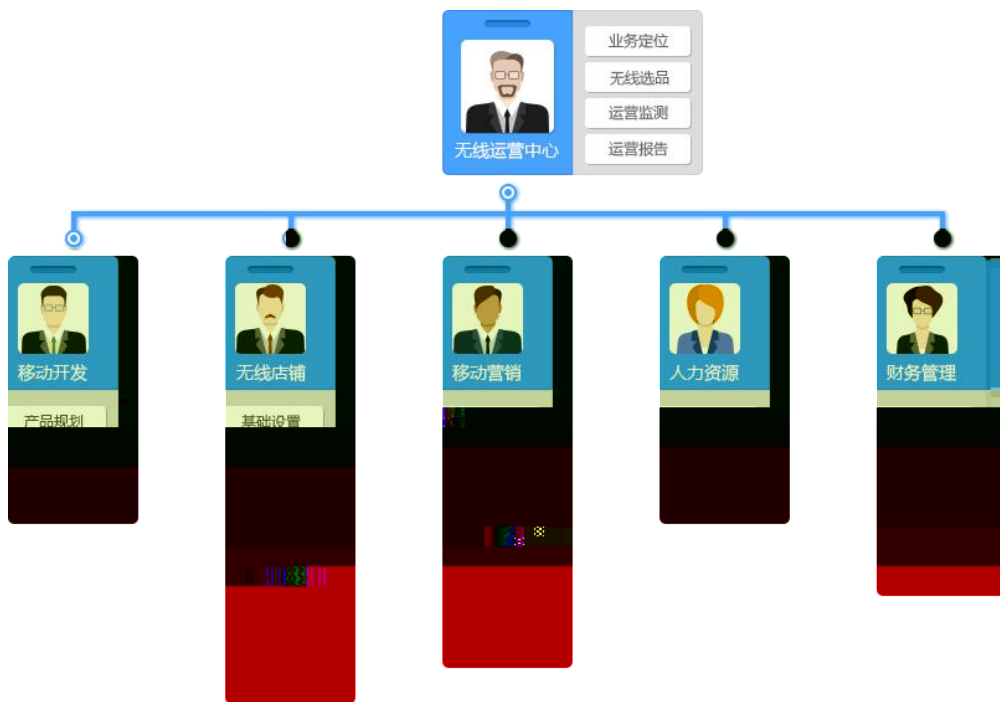 业务定位
无线选品
运营监测
运营报告
无线运营中心
移动开发
无线店铺
移动营销
人力资源
财务管理
产品规划
基础设置